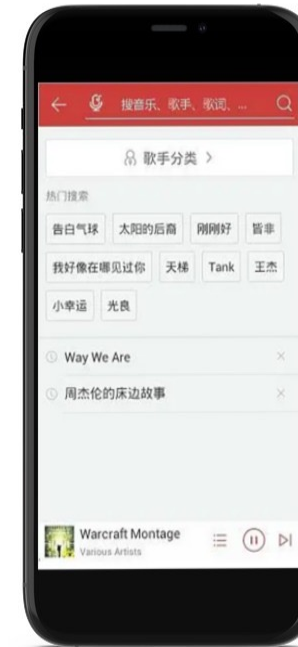 搜音乐、歌手、歌词、...
歌手分类
热门搜索
告白气球 太阳的后裔 刚刚好 皆非
我好像在哪见过你 天梯 Tank 王杰
小幸运 光良
Way We Are
周杰伦的床边故事
Warcraft Montage
Various Artists